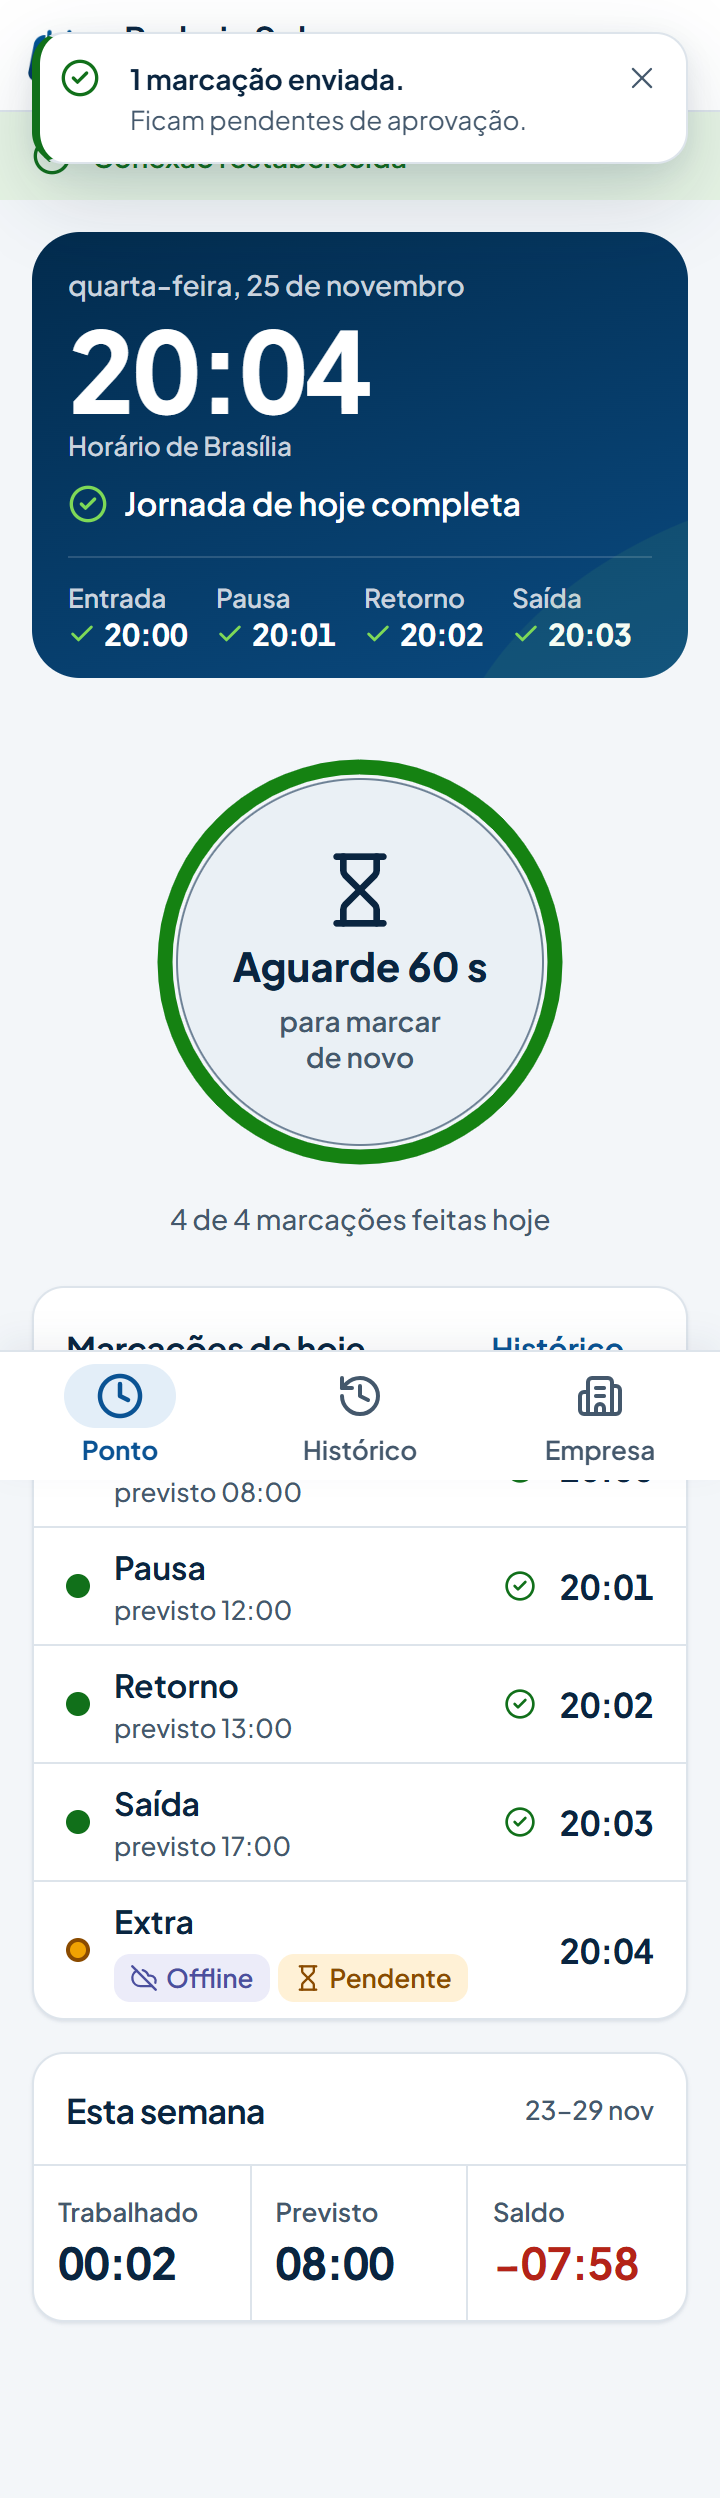 1 marcação enviada.
Ficam pendentes de aprovação.
quarta-feira, 25 de novembro
20:04
Horário de Brasília
Jornada de hoje completa
Entrada Pausa Retorno Saída
20:00 20:01 20:02 20:03
Aguarde 60 s
para marcar
de novo
4 de 4 marcações feitas hoje
Marcações de hoje Histórico
Ponto Histórico Empresa
previsto 08:00
Pausa
previsto 12:00
20:01
Retorno
previsto 13:00
20:02
Saída
previsto 17:00
20:03
Extra
Offline Pendente
20:04
Esta semana 23–29 nov
Trabalhado Previsto Saldo
00:02 08:00 –07:58